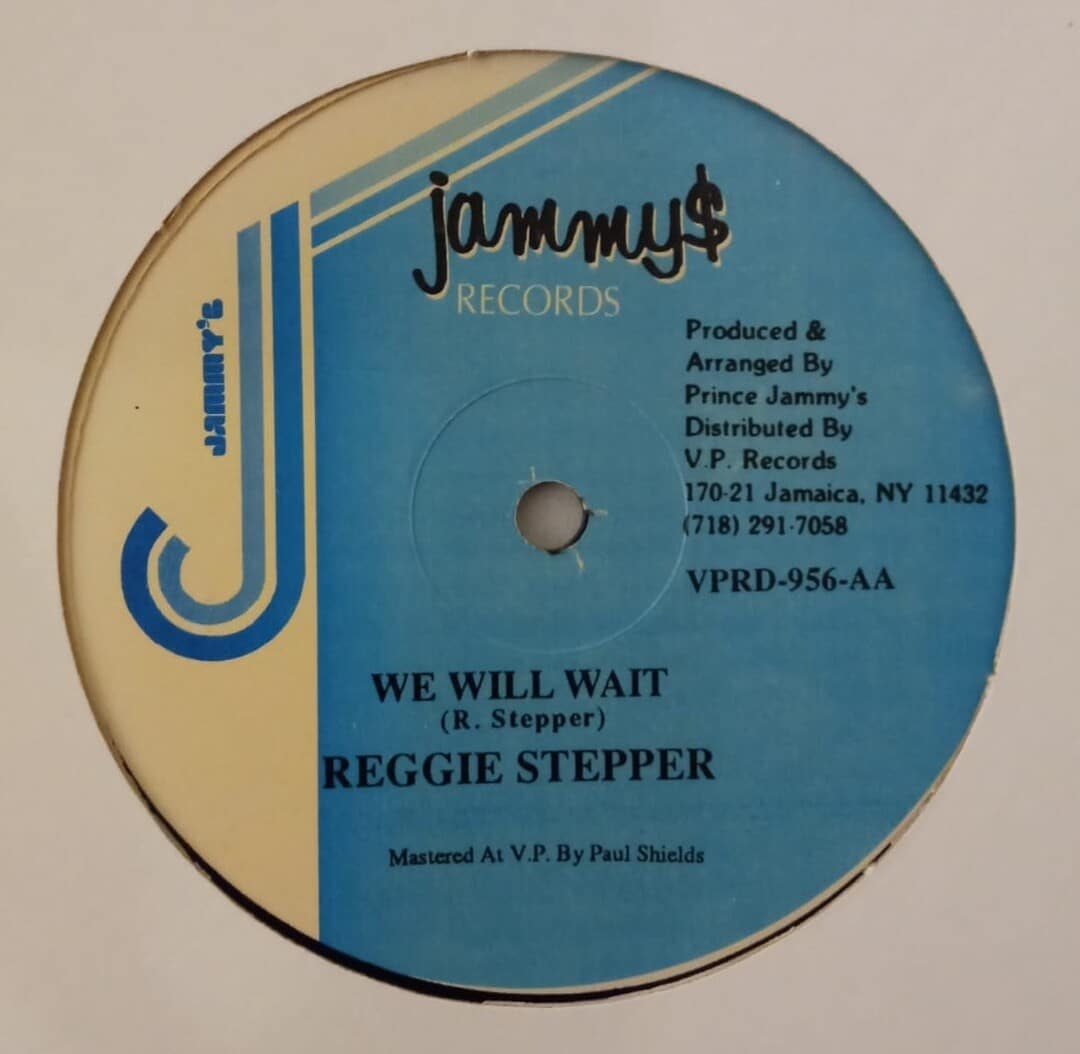 jammy$
RECORDS
JAMMY'S
Produced &
Arranged By
Prince Jammy's
Distributed By
V.P. Records
170-21 Jamaica, NY 11432
(718) 291-7058
VPRD-956-AA
WE WILL WAIT
(R. Stepper)
REGGIE STEPPER
Mastered At V.P. By Paul Shields